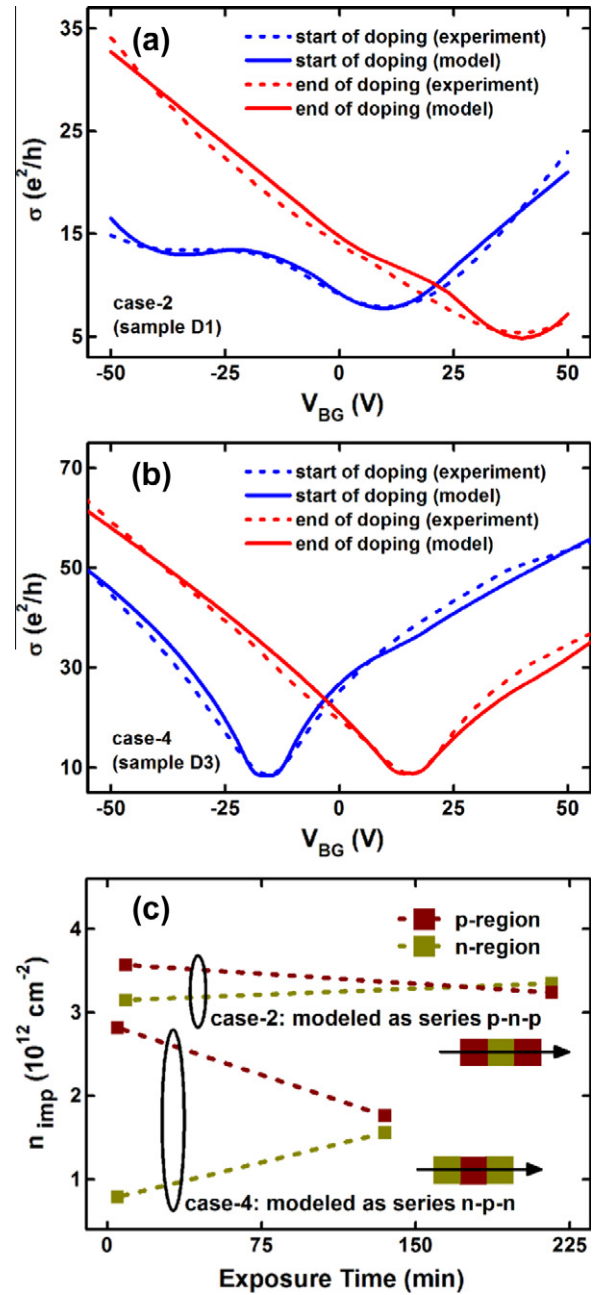 (a)
start of doping (experiment)
start of doping (model)
end of doping (experiment)
end of doping (model)
35
25
15
5
σ (e²/h)
case-2
(sample D1)
-50 -25 0 25 50
V_BG (V)
(b)
start of doping (experiment)
start of doping (model)
end of doping (experiment)
end of doping (model)
70
50
30
10
σ (e²/h)
case-4
(sample D3)
-50 -25 0 25 50
V_BG (V)
(c)
p-region
n-region
4
3
2
1
n_imp (10¹² cm⁻²)
case-2: modeled as series p-n-p
case-4: modeled as series n-p-n
0 75 150 225
Exposure Time (min)